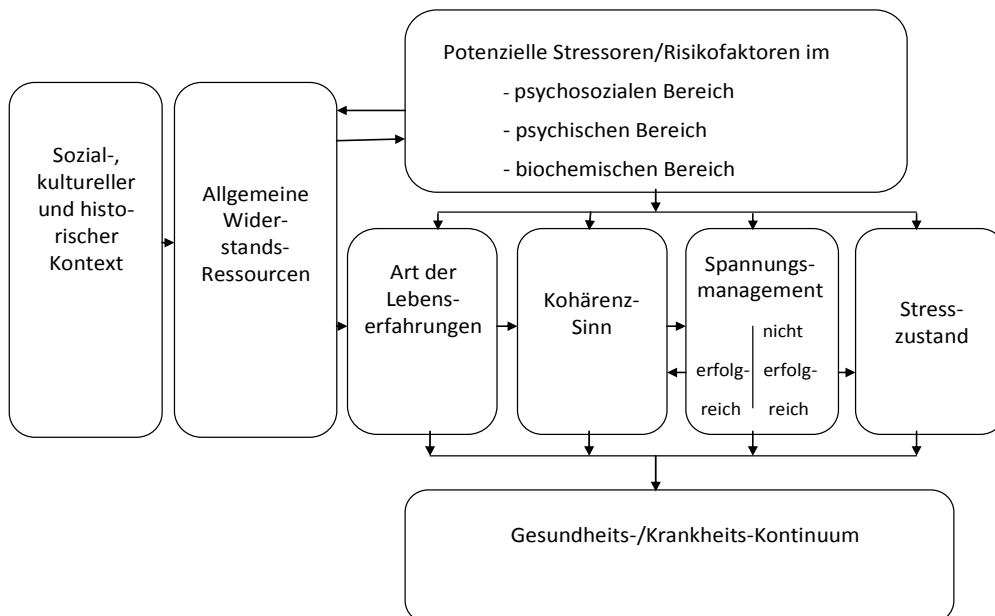 Potenzielle Stressoren/Risikofaktoren im
- psychosozialen Bereich
- psychischen Bereich
- biochemischen Bereich
Sozial-,
kultureller
und histo-
rischer
Kontext
Allgemeine
Wider-
stands-
Ressourcen
Art der
Lebens-
erfahrungen
Kohärenz-
Sinn
Spannungs-
management
erfolg-
reich
nicht
erfolg-
reich
Stress-
zustand
Gesundheits-/Krankheits-Kontinuum